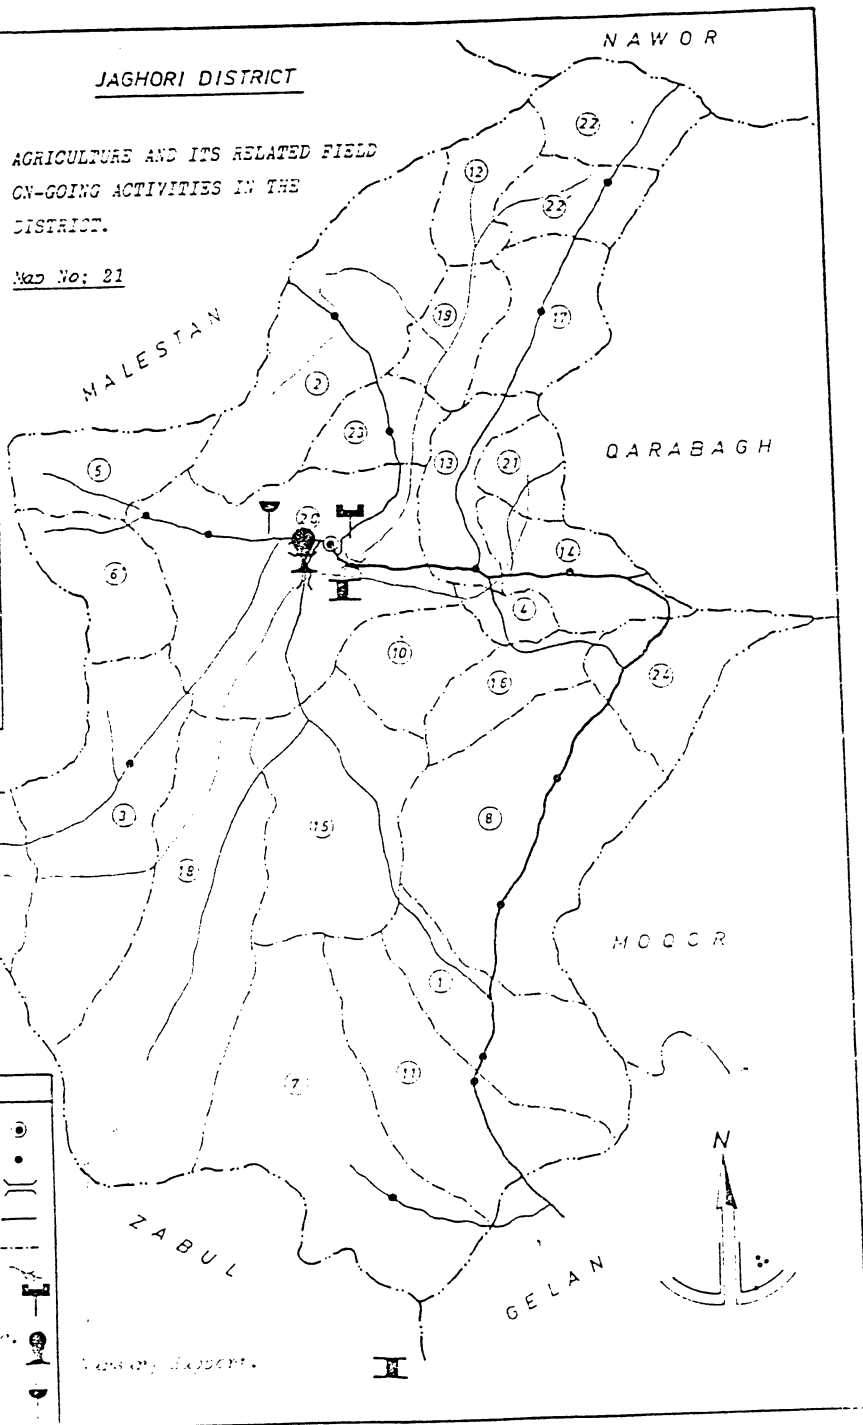 NAWOR
JAGHORI DISTRICT
AGRICULTURE AND ITS RELATED FIELD
ON-GOING ACTIVITIES IN THE
DISTRICT.
Map No; 21
22
12
22
19
17
MALESTAN
2
23
13
21
QARABAGH
5
20
14
6
4
10
16
24
3
15
8
18
MOQOR
1
7
11
N
ZABUL
GELAN